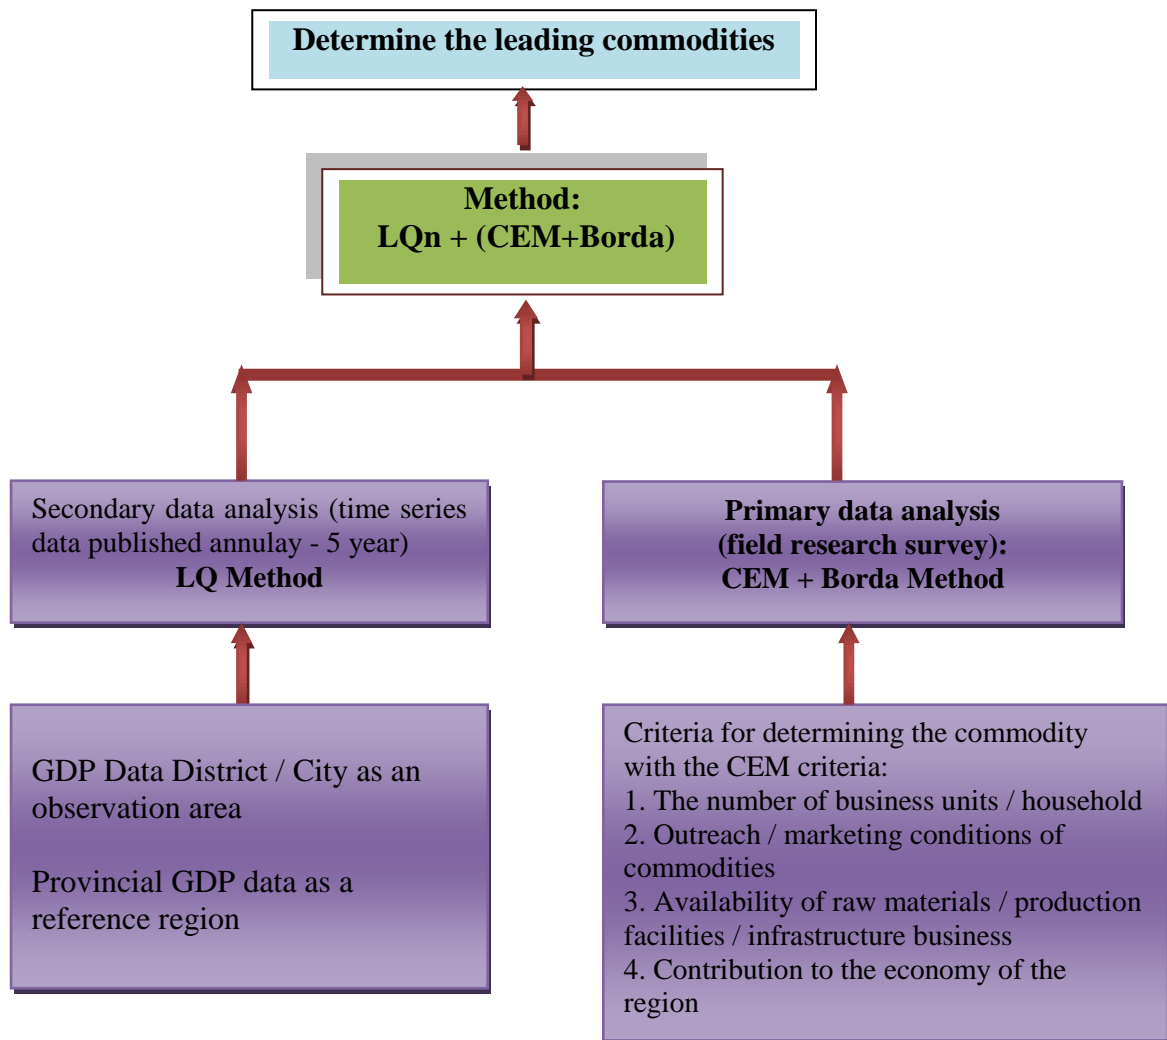 Determine the leading commodities
Method:
LQn + (CEM+Borda)
Secondary data analysis (time series
data published annulay - 5 year)
LQ Method
Primary data analysis
(field research survey):
CEM + Borda Method
GDP Data District / City as an
observation area
Provincial GDP data as a
reference region
Criteria for determining the commodity
with the CEM criteria:
1. The number of business units / household
2. Outreach / marketing conditions of
commodities
3. Availability of raw materials / production
facilities / infrastructure business
4. Contribution to the economy of the
region